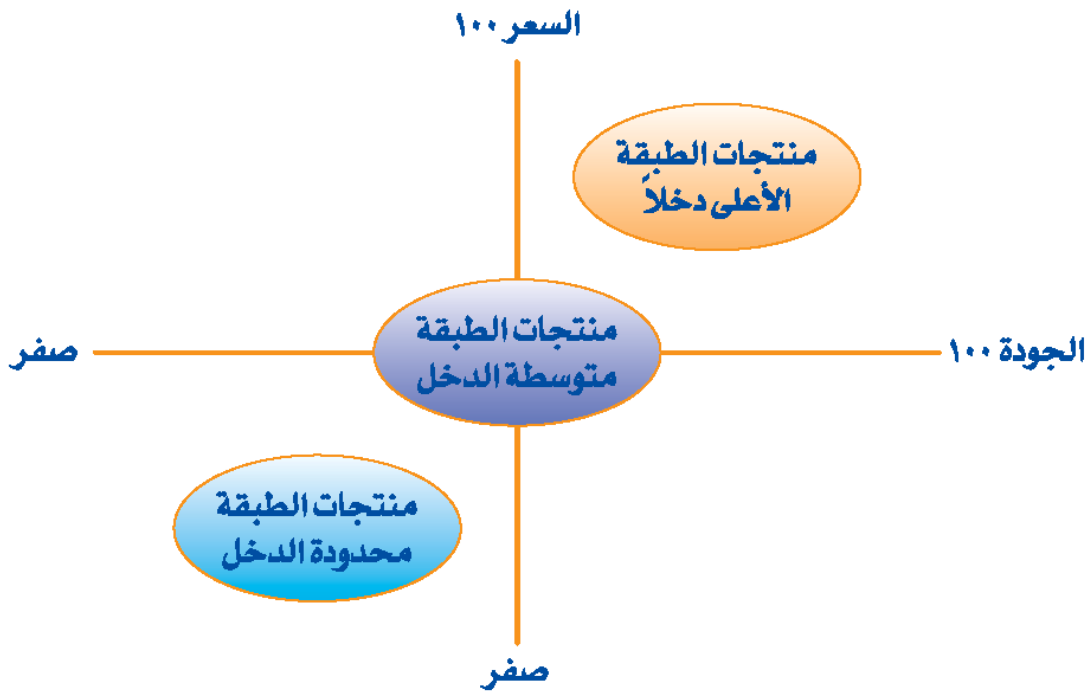 السعر ١٠٠
منتجات الطبقة
الأعلى دخلاً
منتجات الطبقة
متوسطة الدخل
الجودة ١٠٠
صفر
منتجات الطبقة
محدودة الدخل
صفر